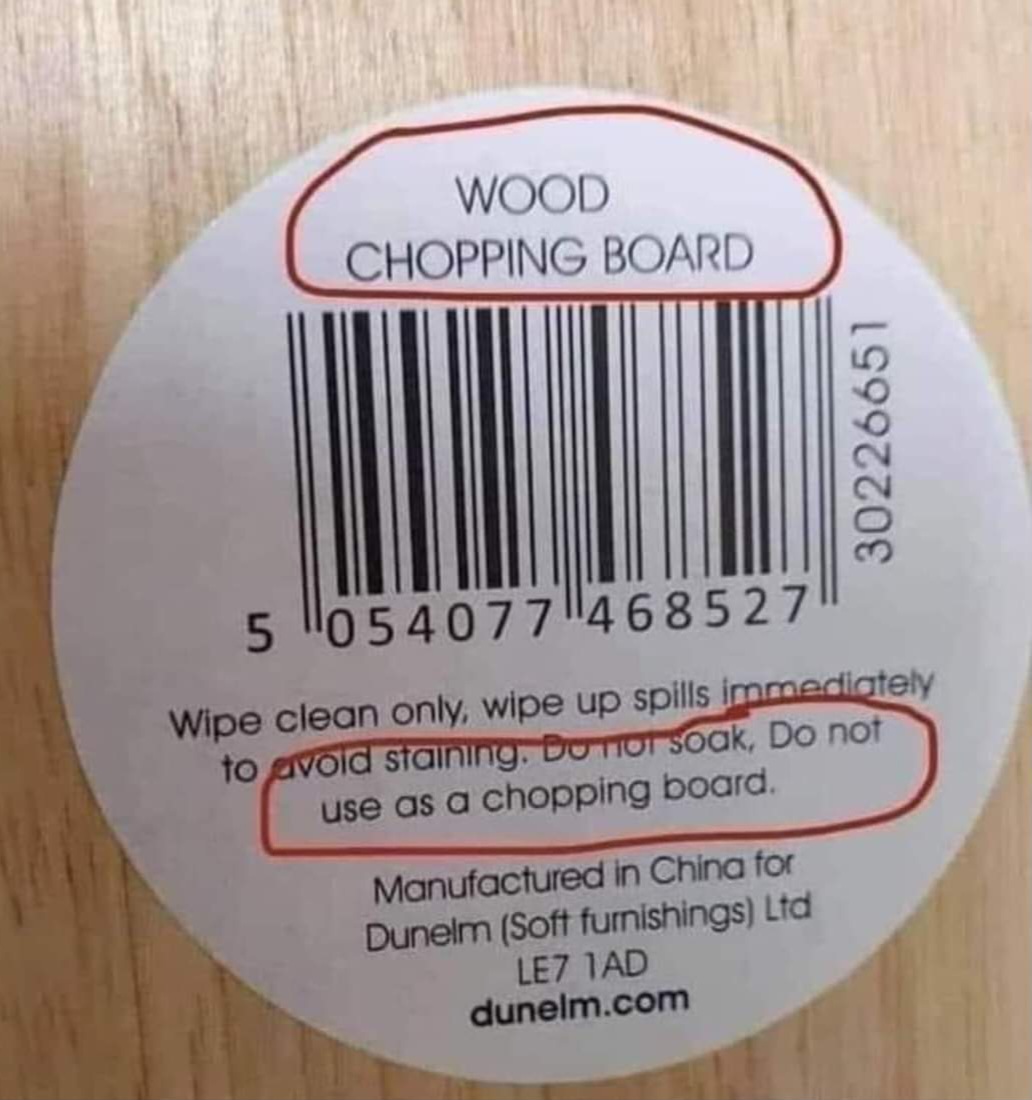 WOOD
CHOPPING BOARD
30226651
5 054077 468527
Wipe clean only, wipe up spills immediately
to avoid staining. Do not soak, Do not
use as a chopping board.
Manufactured in China for
Dunelm (Soft furnishings) Ltd
LE7 1AD
dunelm.com